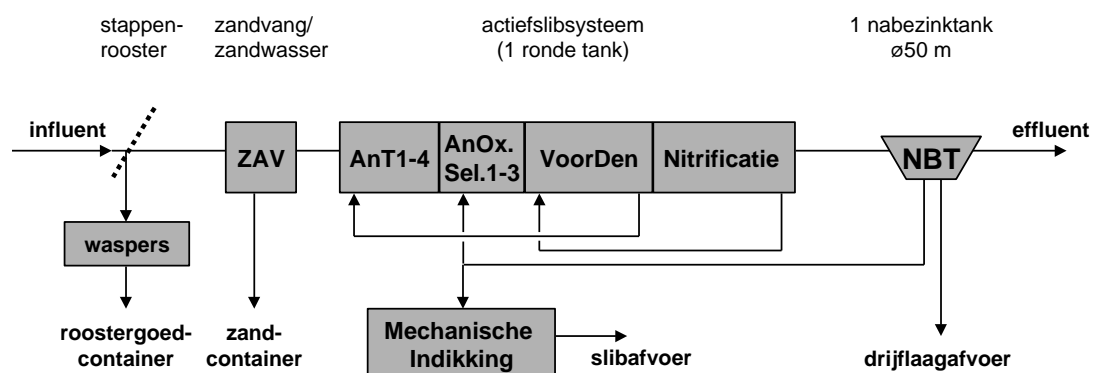 stappen-
rooster
zandvang/
zandwasser
actiefslibsysteem
(1 ronde tank)
1 nabezinktank
ø50 m
influent
ZAV
AnT1-4
AnOx.
Sel.1-3
VoorDen
Nitrificatie
NBT
effluent
waspers
roostergoed-
container
zand-
container
Mechanische
Indikking
slibafvoer
drijflaagafvoer